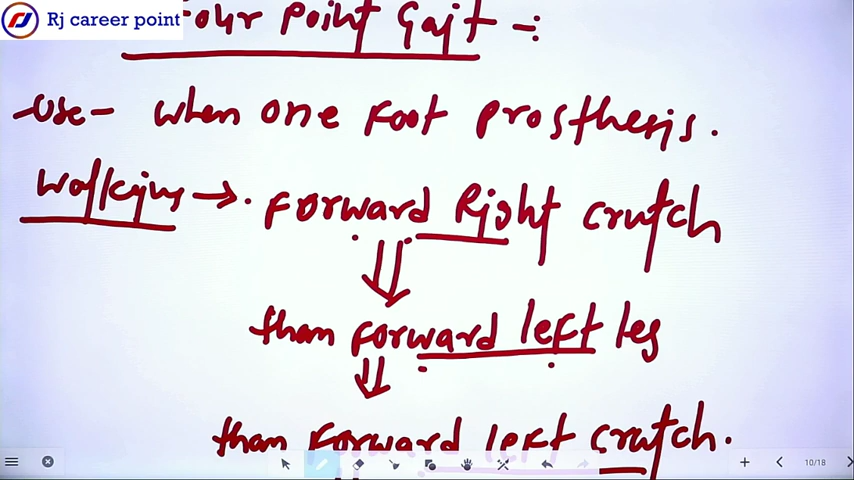 Rj career point
Four Point Gait -:
Use- when one foot prosthesis.
Walking → . forward Right crutch
than forward left leg
than forward left crutch.
10/18